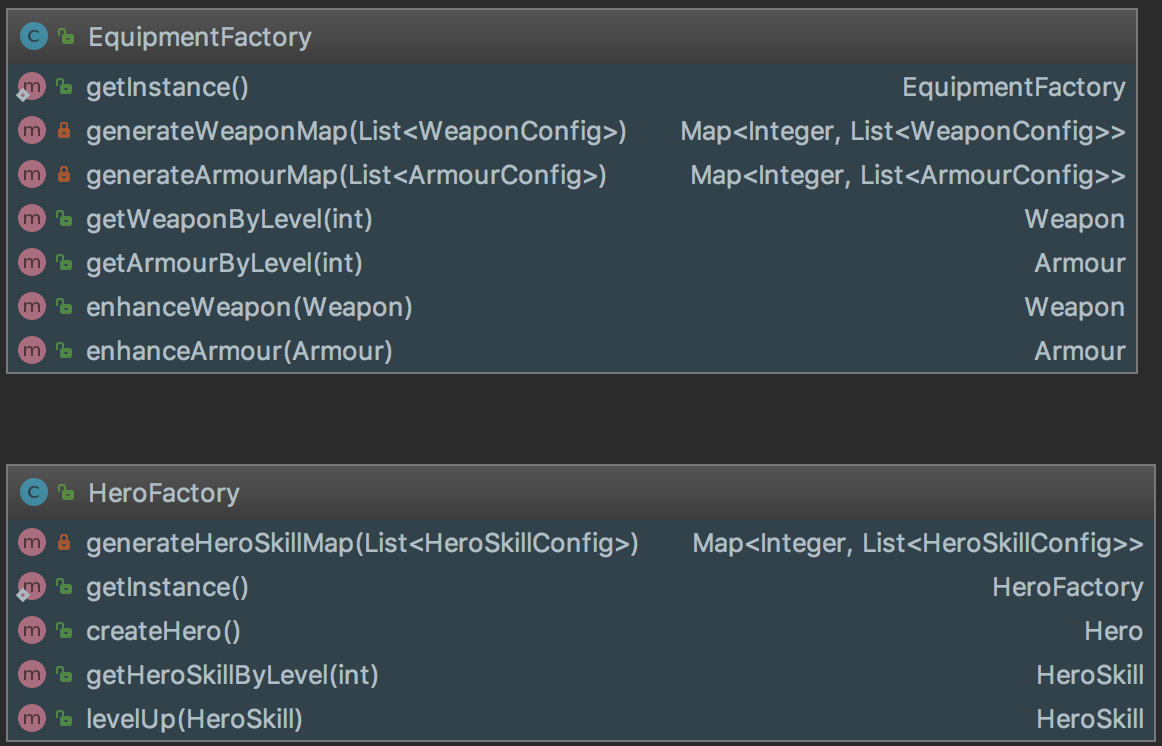 C EquipmentFactory
m getInstance() EquipmentFactory
m generateWeaponMap(List<WeaponConfig>) Map<Integer, List<WeaponConfig>>
m generateArmourMap(List<ArmourConfig>) Map<Integer, List<ArmourConfig>>
m getWeaponByLevel(int) Weapon
m getArmourByLevel(int) Armour
m enhanceWeapon(Weapon) Weapon
m enhanceArmour(Armour) Armour
C HeroFactory
m generateHeroSkillMap(List<HeroSkillConfig>) Map<Integer, List<HeroSkillConfig>>
m getInstance() HeroFactory
m createHero() Hero
m getHeroSkillByLevel(int) HeroSkill
m levelUp(HeroSkill) HeroSkill